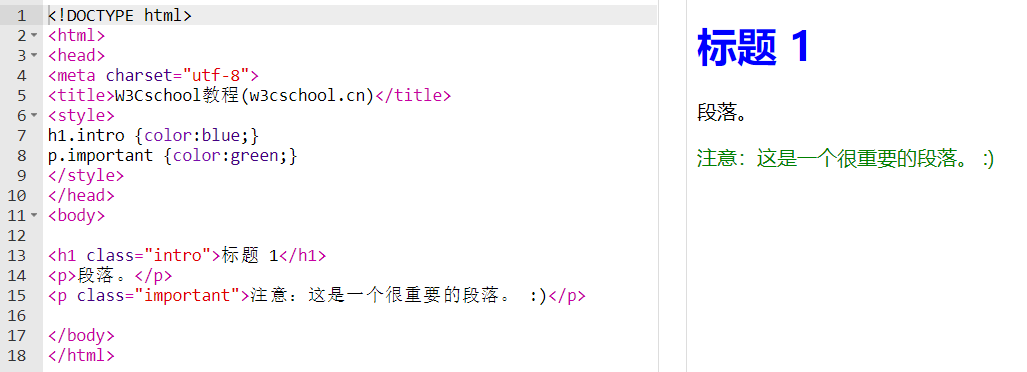 1 <!DOCTYPE html>
2 <html>
3 <head>
4 <meta charset="utf-8">
5 <title>W3Cschool教程(w3cschool.cn)</title>
6 <style>
7 h1.intro {color:blue;}
8 p.important {color:green;}
9 </style>
10 </head>
11 <body>
12
13 <h1 class="intro">标题 1</h1>
14 <p>段落。</p>
15 <p class="important">注意：这是一个很重要的段落。 :)</p>
16
17 </body>
18 </html>
标题 1
段落。
注意：这是一个很重要的段落。 :)